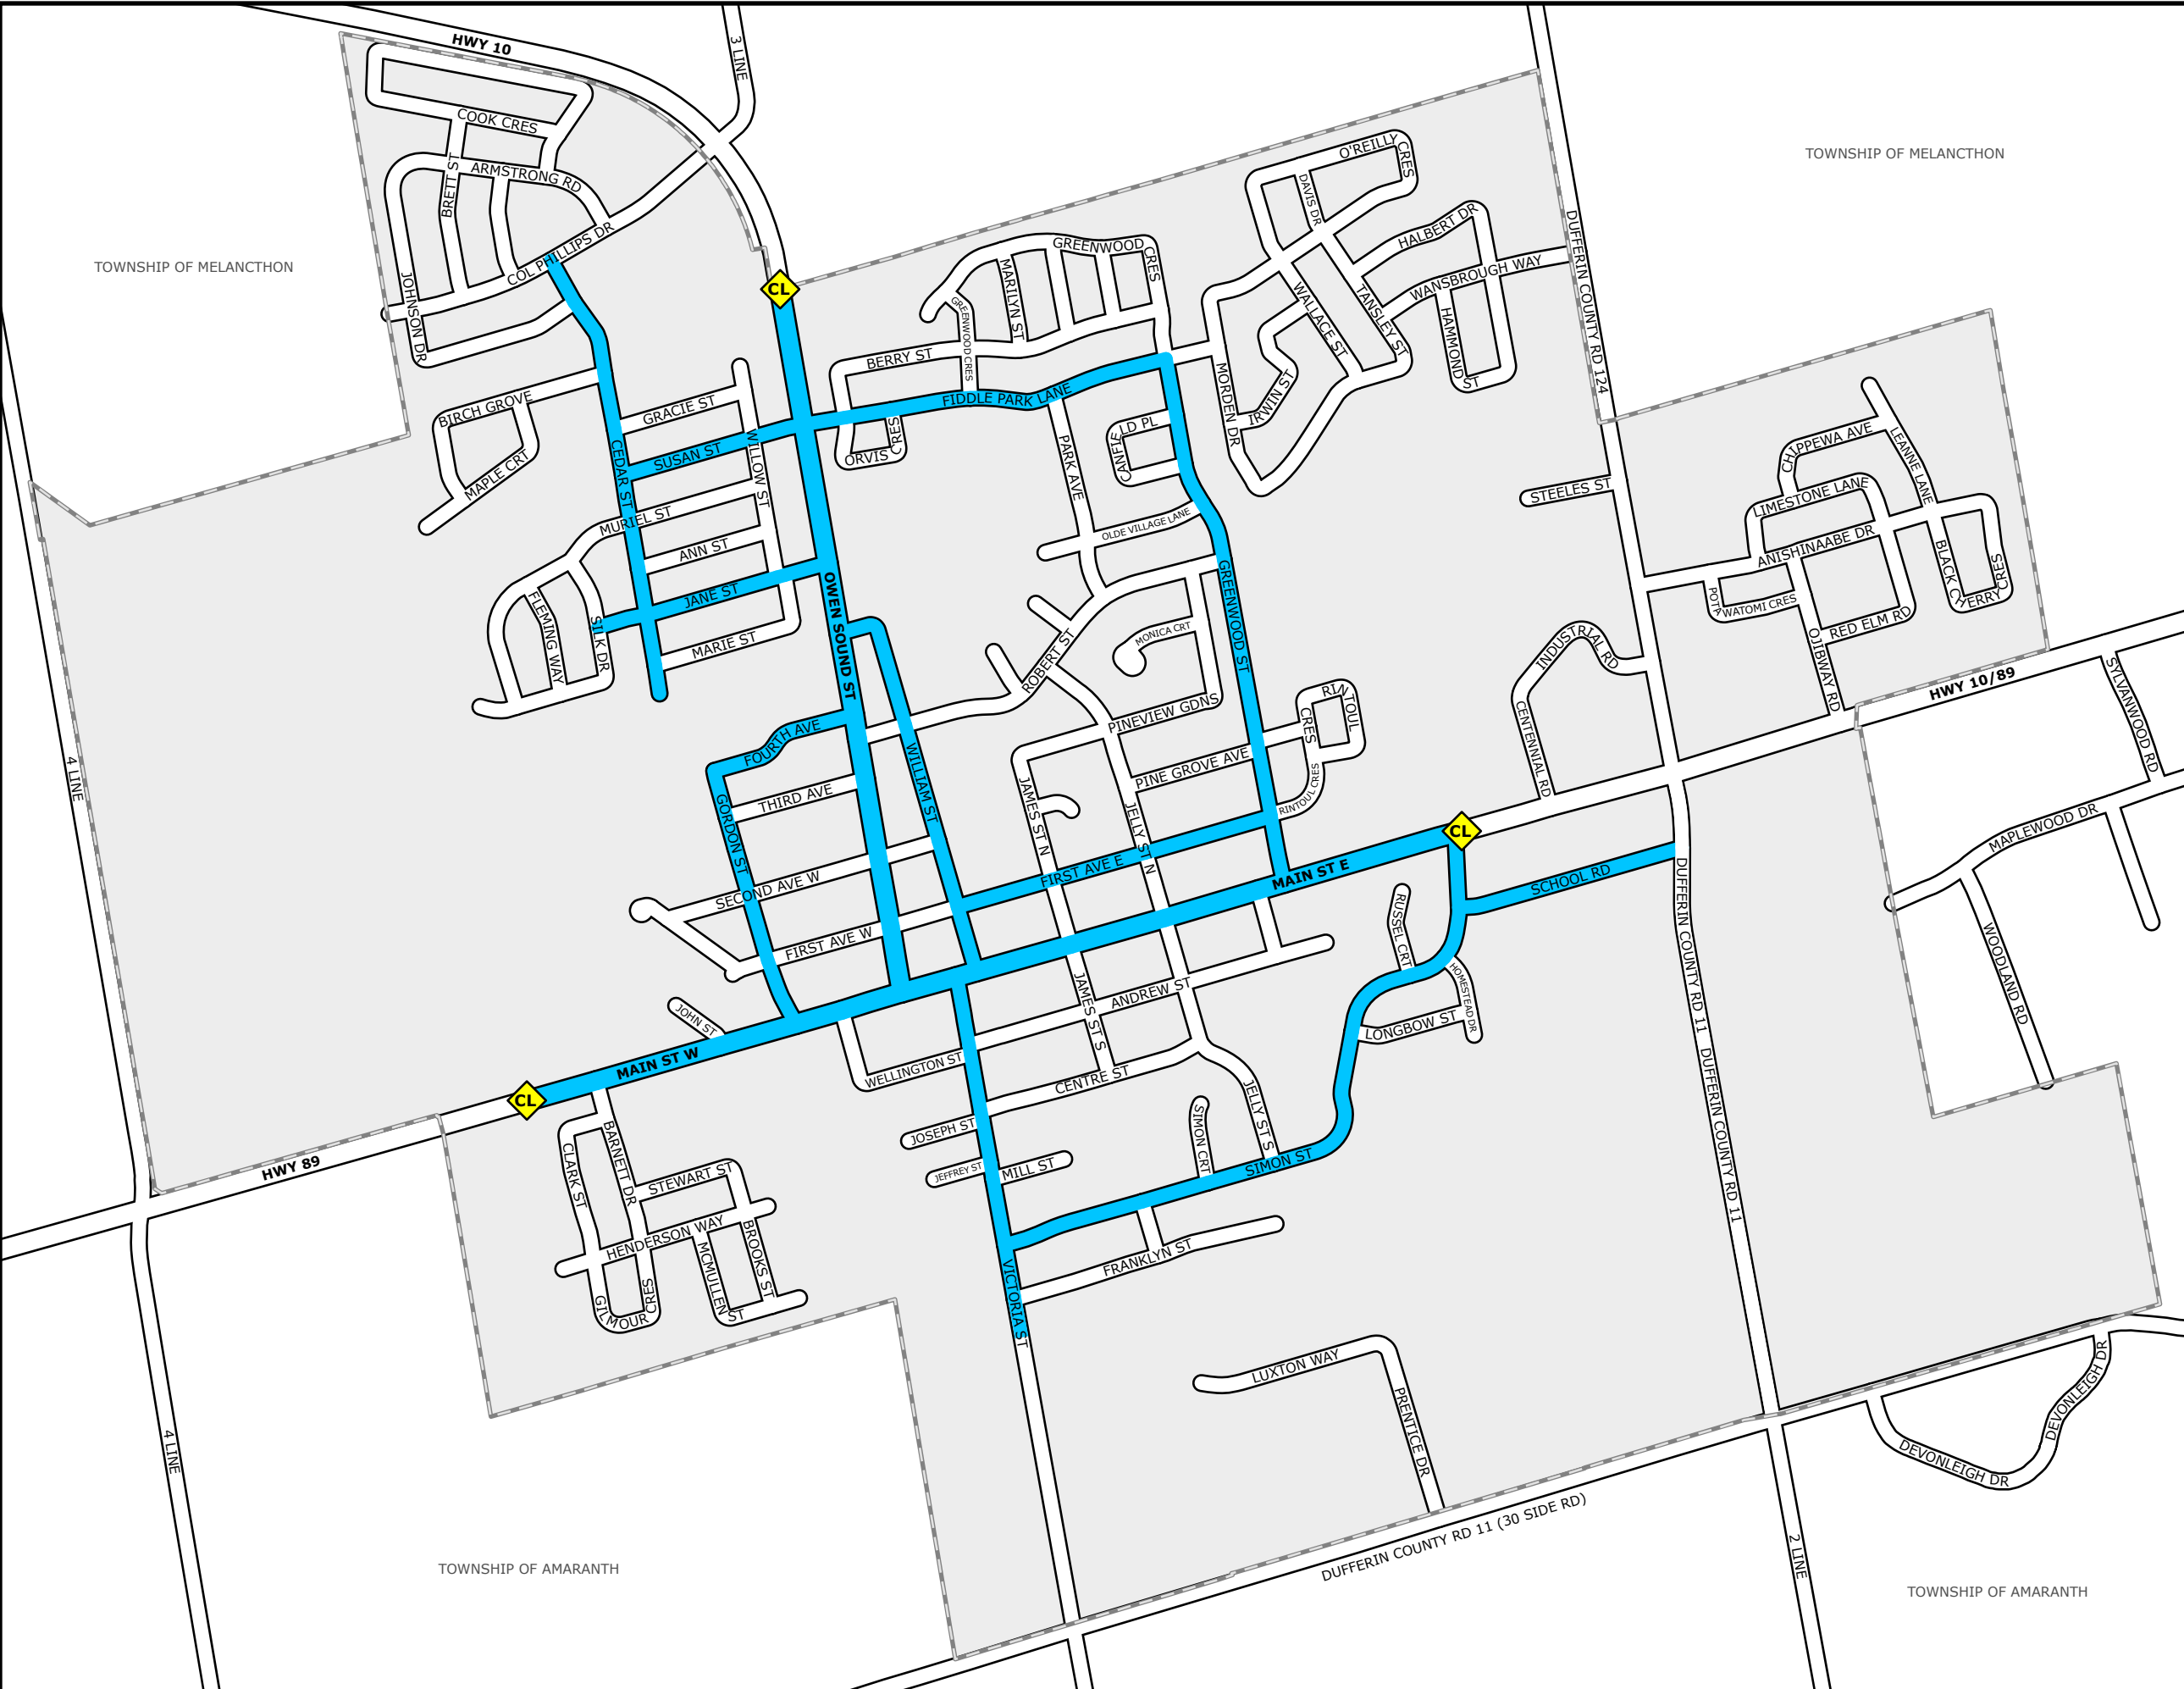 HWY 10
3 LINE
COOK CRES
BRETT ST
ARMSTRONG RD
COL PHILLIPS DR
JOHNSON DR
TOWNSHIP OF MELANCTHON
TOWNSHIP OF MELANCTHON
CL
O'REILLY CRES
DAVIS DR
HALBERT DR
WANSBROUGH WAY
TANSLEY ST
WALLACE ST
HAMMOND ST
IRWIN ST
MORDEN DR
DUFFERIN COUNTY RD 124
GREENWOOD CRES
MARILYN ST
GREENWOOD CRES
BERRY ST
FIDDLE PARK LANE
ORVIS CRES
PARK AVE
CANFIELD PL
OLDE VILLAGE LANE
BIRCH GROVE
MAPLE CRT
CEDAR ST
GRACIE ST
SUSAN ST
WILLOW ST
MURIEL ST
ANN ST
JANE ST
MARIE ST
FLEMING WAY
SILK DR
OWEN SOUND ST
GREENWOOD ST
MONICA CRT
ROBERT ST
PINEVIEW GDNS
RINTOUL CRES
PINE GROVE AVE
RINTOUL CRES
STEELES ST
CHIPPEWA AVE
LEANNE LANE
LIMESTONE LANE
ANISHINAABE DR
BLACK CHERRY CRES
POTAWATOMI CRES
RED ELM RD
OJIBWAY RD
INDUSTRIAL RD
CENTENNIAL RD
HWY 10/89
SYLVANWOOD RD
MAPLEWOOD DR
WOODLAND RD
4 LINE
FOURTH AVE
THIRD AVE
GORDON ST
WILLIAM ST
SECOND AVE W
FIRST AVE W
JAMES ST N
JELLY ST N
FIRST AVE E
MAIN ST E
CL
SCHOOL RD
DUFFERIN COUNTY RD 11
DUFFERIN COUNTY RD 11
RUSSEL CRT
HOMESTEAD DR
LONGBOW ST
JOHN ST
MAIN ST W
CL
HWY 89
JAMES ST S
ANDREW ST
WELLINGTON ST
CENTRE ST
JOSEPH ST
JEFFREY ST
MILL ST
JELLY ST S
SIMON CRT
SIMON ST
FRANKLYN ST
VICTORIA ST
CLARK ST
BARNETT DR
STEWART ST
HENDERSON WAY
BROOKS ST
MCMULLEN ST
GILMOUR CRES
LUXTON WAY
PRENTICE DR
DEVONLEIGH DR
DEVONLEIGH DR
DUFFERIN COUNTY RD 11 (30 SIDE RD)
4 LINE
2 LINE
TOWNSHIP OF AMARANTH
TOWNSHIP OF AMARANTH